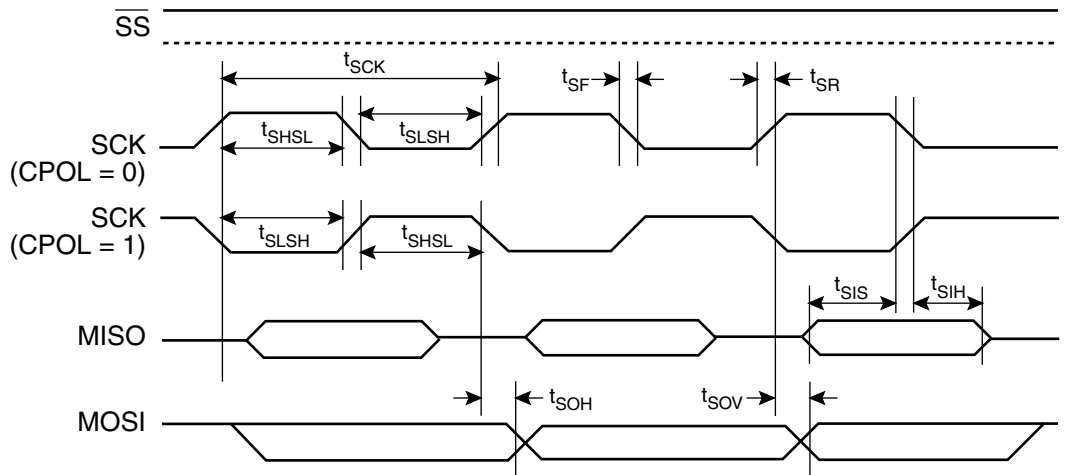 SS
tSCK
tSF
tSR
SCK
(CPOL = 0)
tSHSL
tSLSH
SCK
(CPOL = 1)
tSLSH
tSHSL
tSIS
tSIH
MISO
tSOH
tSOV
MOSI